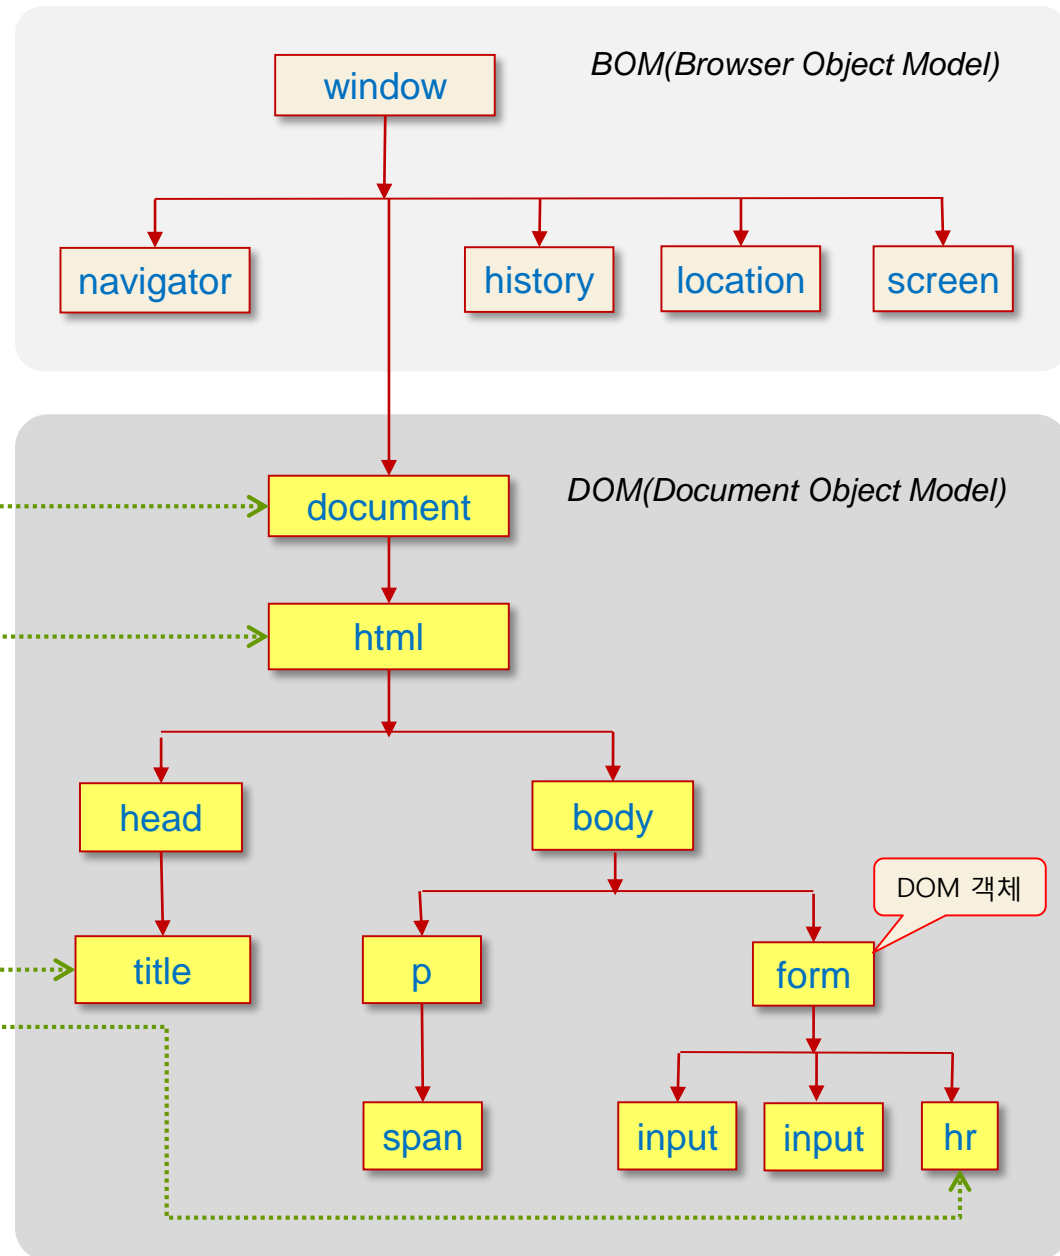 BOM(Browser Object Model)
window
navigator
history
location
screen
DOM(Document Object Model)
document
html
head
body
DOM 객체
title
p
form
span
input
input
hr